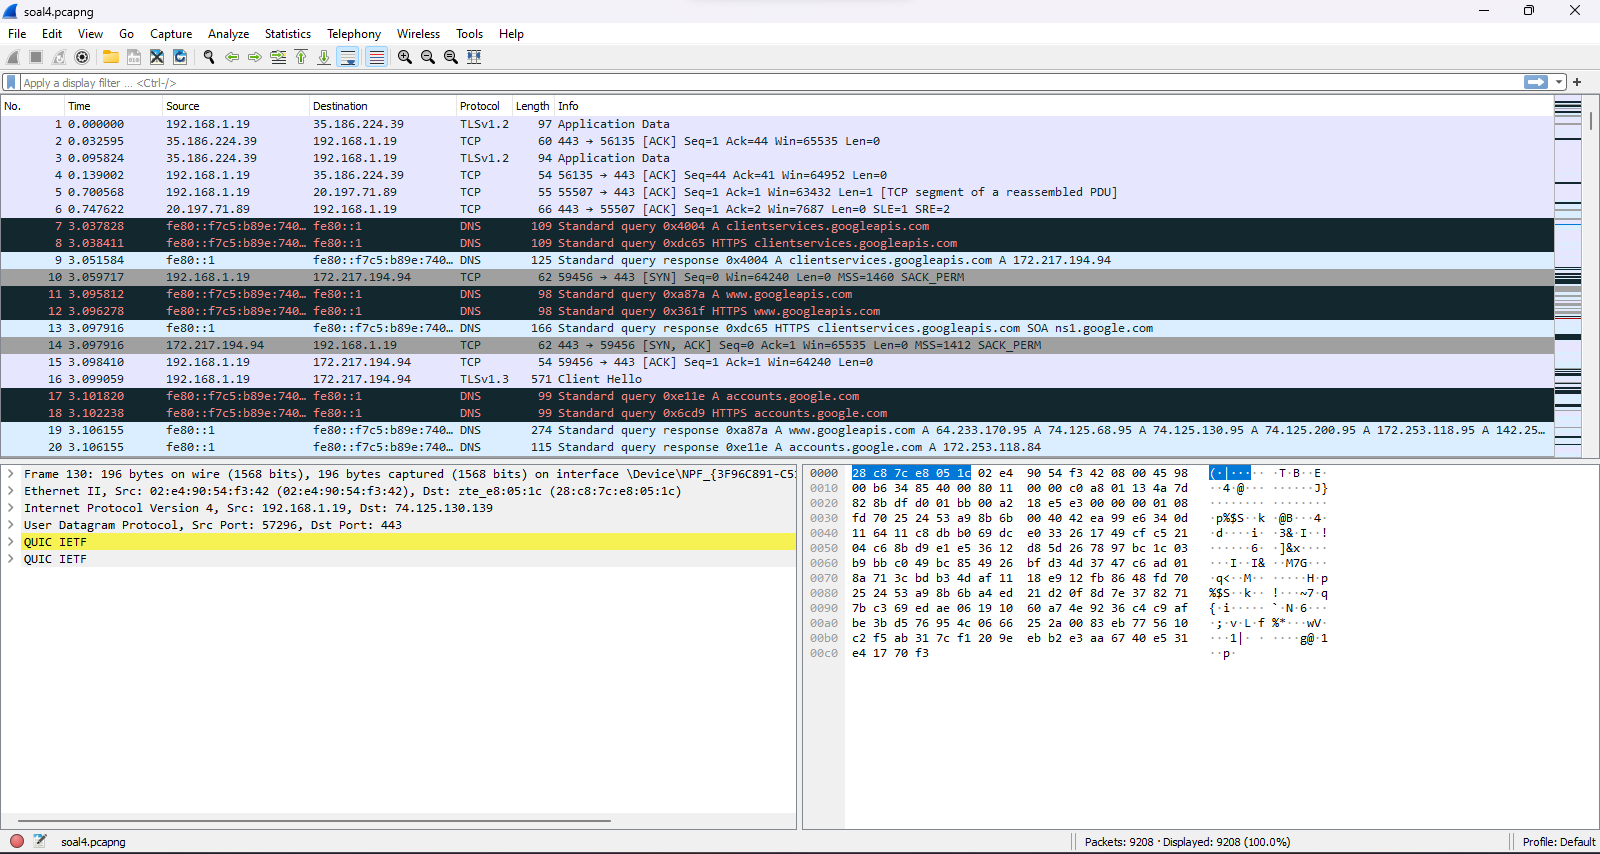 soal4.pcapng
File Edit View Go Capture Analyze Statistics Telephony Wireless Tools Help
Apply a display filter ... <Ctrl-/>
No. Time Source Destination Protocol Length Info
1 0.000000 192.168.1.19 35.186.224.39 TLSv1.2 97 Application Data
2 0.032595 35.186.224.39 192.168.1.19 TCP 60 443 → 56135 [ACK] Seq=1 Ack=44 Win=65535 Len=0
3 0.095824 35.186.224.39 192.168.1.19 TLSv1.2 94 Application Data
4 0.139002 192.168.1.19 35.186.224.39 TCP 54 56135 → 443 [ACK] Seq=44 Ack=41 Win=64952 Len=0
5 0.700568 192.168.1.19 20.197.71.89 TCP 55 55507 → 443 [ACK] Seq=1 Ack=1 Win=63432 Len=1 [TCP segment of a reassembled PDU]
6 0.747622 20.197.71.89 192.168.1.19 TCP 66 443 → 55507 [ACK] Seq=1 Ack=2 Win=7687 Len=0 SLE=1 SRE=2
7 3.037828 fe80::f7c5:b89e:740… fe80::1 DNS 109 Standard query 0x4004 A clientservices.googleapis.com
8 3.038411 fe80::f7c5:b89e:740… fe80::1 DNS 109 Standard query 0xdc65 HTTPS clientservices.googleapis.com
9 3.051584 fe80::1 fe80::f7c5:b89e:740… DNS 125 Standard query response 0x4004 A clientservices.googleapis.com A 172.217.194.94
10 3.059717 192.168.1.19 172.217.194.94 TCP 62 59456 → 443 [SYN] Seq=0 Win=64240 Len=0 MSS=1460 SACK_PERM
11 3.095812 fe80::f7c5:b89e:740… fe80::1 DNS 98 Standard query 0xa87a A www.googleapis.com
12 3.096278 fe80::f7c5:b89e:740… fe80::1 DNS 98 Standard query 0x361f HTTPS www.googleapis.com
13 3.097916 fe80::1 fe80::f7c5:b89e:740… DNS 166 Standard query response 0xdc65 HTTPS clientservices.googleapis.com SOA ns1.google.com
14 3.097916 172.217.194.94 192.168.1.19 TCP 62 443 → 59456 [SYN, ACK] Seq=0 Ack=1 Win=65535 Len=0 MSS=1412 SACK_PERM
15 3.098410 192.168.1.19 172.217.194.94 TCP 54 59456 → 443 [ACK] Seq=1 Ack=1 Win=64240 Len=0
16 3.099059 192.168.1.19 172.217.194.94 TLSv1.3 571 Client Hello
17 3.101820 fe80::f7c5:b89e:740… fe80::1 DNS 99 Standard query 0xe11e A accounts.google.com
18 3.102238 fe80::f7c5:b89e:740… fe80::1 DNS 99 Standard query 0x6cd9 HTTPS accounts.google.com
19 3.106155 fe80::1 fe80::f7c5:b89e:740… DNS 274 Standard query response 0xa87a A www.googleapis.com A 64.233.170.95 A 74.125.68.95 A 74.125.130.95 A 74.125.200.95 A 172.253.118.95 A 142.25…
20 3.106155 fe80::1 fe80::f7c5:b89e:740… DNS 115 Standard query response 0xe11e A accounts.google.com A 172.253.118.84
Frame 130: 196 bytes on wire (1568 bits), 196 bytes captured (1568 bits) on interface \Device\NPF_{3F96C891-C5
Ethernet II, Src: 02:e4:90:54:f3:42 (02:e4:90:54:f3:42), Dst: zte_e8:05:1c (28:c8:7c:e8:05:1c)
Internet Protocol Version 4, Src: 192.168.1.19, Dst: 74.125.130.139
User Datagram Protocol, Src Port: 57296, Dst Port: 443
QUIC IETF
QUIC IETF
0000 28 c8 7c e8 05 1c 02 e4 90 54 f3 42 08 00 45 98 (·|····· ·T·B··E·
0010 00 b6 34 85 40 00 80 11 00 00 c0 a8 01 13 4a 7d ··4·@··· ······J}
0020 82 8b df d0 01 bb 00 a2 18 e5 e3 00 00 00 01 08 ········ ········
0030 fd 70 25 24 53 a9 8b 6b 00 40 42 ea 99 e6 34 0d ·p%$S··k ·@B···4·
0040 11 64 11 c8 db b0 69 dc e0 33 26 17 49 cf c5 21 ·d····i· ·3&·I··!
0050 04 c6 8b d9 e1 e5 36 12 d8 5d 26 78 97 bc 1c 03 ······6· ·]&x····
0060 b9 bb c0 49 bc 85 49 26 bf d3 4d 37 47 c6 ad 01 ···I··I& ··M7G···
0070 8a 71 3c bd b3 4d af 11 18 e9 12 fb 86 48 fd 70 ·q<··M·· ·····H·p
0080 25 24 53 a9 8b 6b a4 ed 21 d2 0f 8d 7e 37 82 71 %$S··k·· !···~7·q
0090 7b c3 69 ed ae 06 19 10 60 a7 4e 92 36 c4 c9 af {·i····· `·N·6···
00a0 be 3b d5 76 95 4c 06 66 25 2a 00 83 eb 77 56 10 ·;·v·L·f %*···wV·
00b0 c2 f5 ab 31 7c f1 20 9e eb b2 e3 aa 67 40 e5 31 ···1|· · ····g@·1
00c0 e4 17 70 f3 ··p·
soal4.pcapng
Packets: 9208 · Displayed: 9208 (100.0%)
Profile: Default